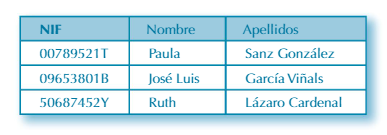 NIF Nombre Apellidos
00789521T Paula Sanz González
09653801B José Luis García Viñals
50687452Y Ruth Lázaro Cardenal